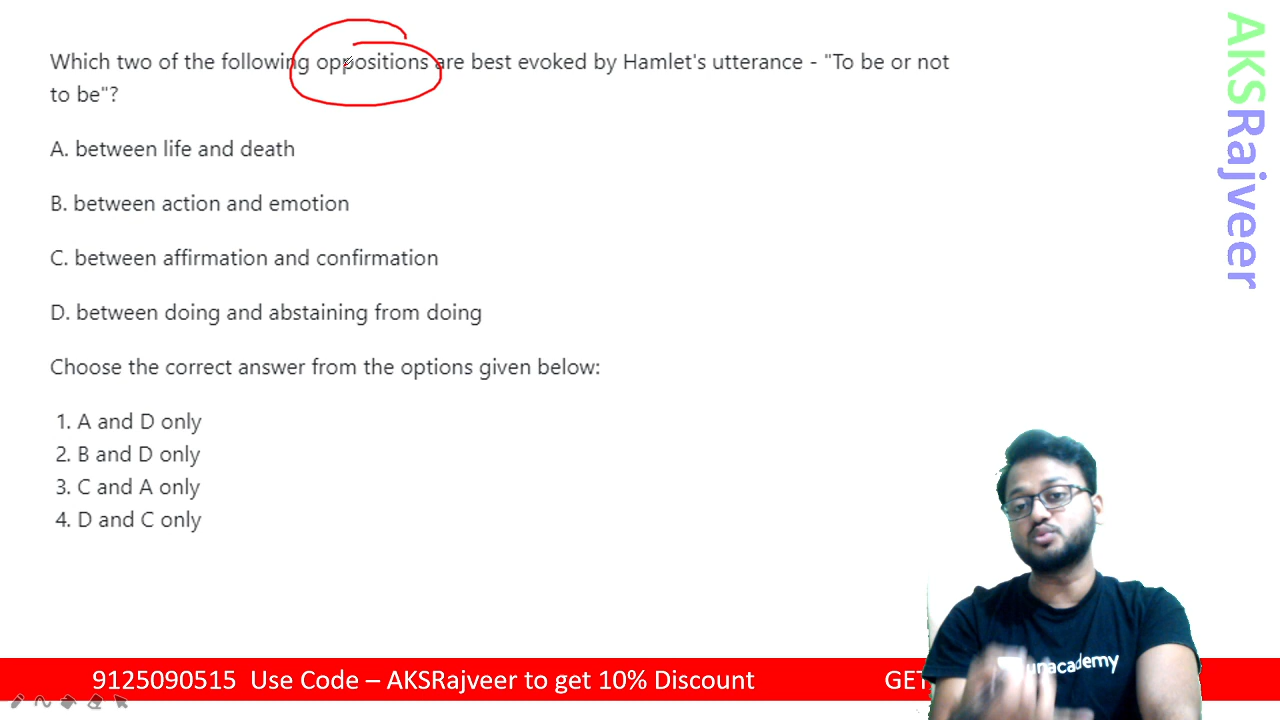 Which two of the following oppositions are best evoked by Hamlet's utterance - "To be or not
to be"?
A. between life and death
B. between action and emotion
C. between affirmation and confirmation
D. between doing and abstaining from doing
Choose the correct answer from the options given below:
1. A and D only
2. B and D only
3. C and A only
4. D and C only
AKSRajveer
unacademy
9125090515 Use Code – AKSRajveer to get 10% Discount GET